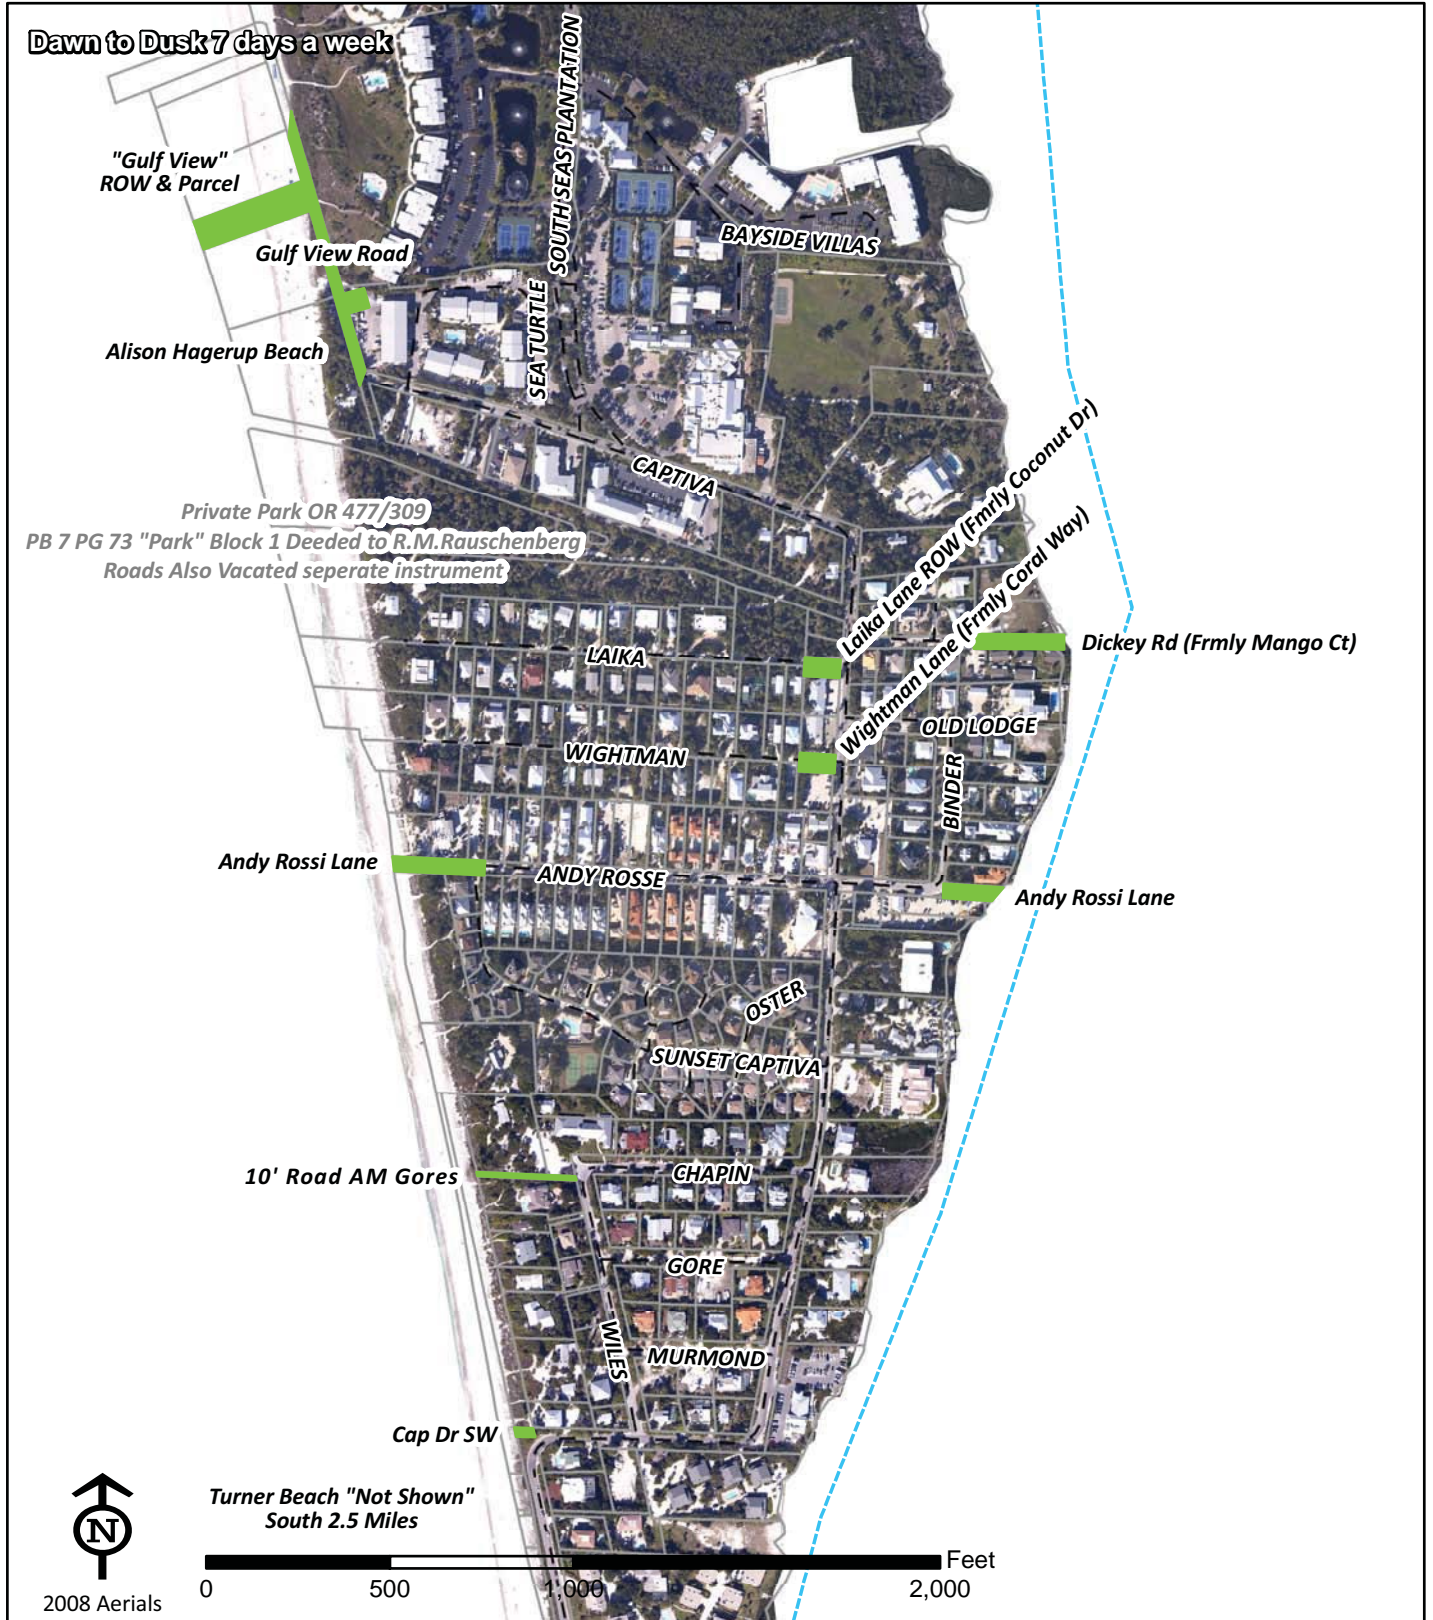 Dawn to Dusk 7 days a week
SOUTH SEAS PLANTATION
"Gulf View"
ROW & Parcel
BAYSIDE VILLAS
Gulf View Road
SEA TURTLE
Alison Hagerup Beach
CAPTIVA
Laika Lane ROW (Fmrly Coconut Dr)
Private Park OR 477/309
PB 7 PG 73 "Park" Block 1 Deeded to R.M.Rauschenberg
Roads Also Vacated seperate instrument
Wightman Lane (Frmly Coral Way)
LAIKA
Dickey Rd (Frmly Mango Ct)
OLD LODGE
WIGHTMAN
BINDER
Andy Rossi Lane
ANDY ROSSE
Andy Rossi Lane
OSTER
SUNSET CAPTIVA
10' Road AM Gores
CHAPIN
GORE
WILES
MURMOND
Cap Dr SW
Turner Beach "Not Shown"
South 2.5 Miles
N
2008 Aerials
Feet
0 500 1,000 2,000